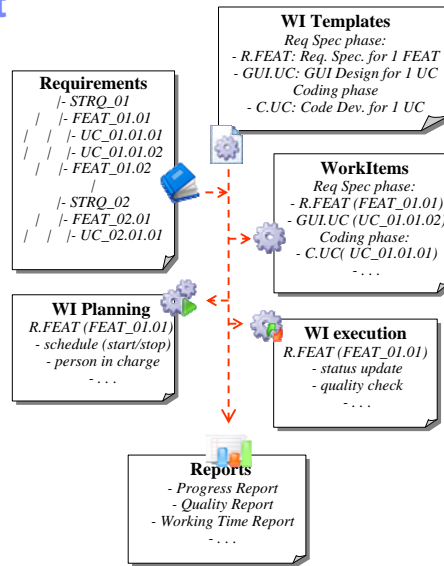 WI Templates
Req Spec phase:
- R.FEAT: Req. Spec. for 1 FEAT
- GUI.UC: GUI Design for 1 UC
Coding phase
- C.UC: Code Dev. for 1 UC
Requirements
|- STRQ_01
| |- FEAT_01.01
| | |- UC_01.01.01
| | |- UC_01.01.02
| |- FEAT_01.02
|
|- STRQ_02
| |- FEAT_02.01
| | |- UC_02.01.01
WorkItems
Req Spec phase:
- R.FEAT (FEAT_01.01)
- GUI.UC (UC_01.01.02)
Coding phase:
- C.UC( UC_01.01.01)
- . . .
WI Planning
R.FEAT (FEAT_01.01)
- schedule (start/stop)
- person in charge
- . . .
WI execution
R.FEAT (FEAT_01.01)
- status update
- quality check
- . . .
Reports
- Progress Report
- Quality Report
- Working Time Report
- . . .